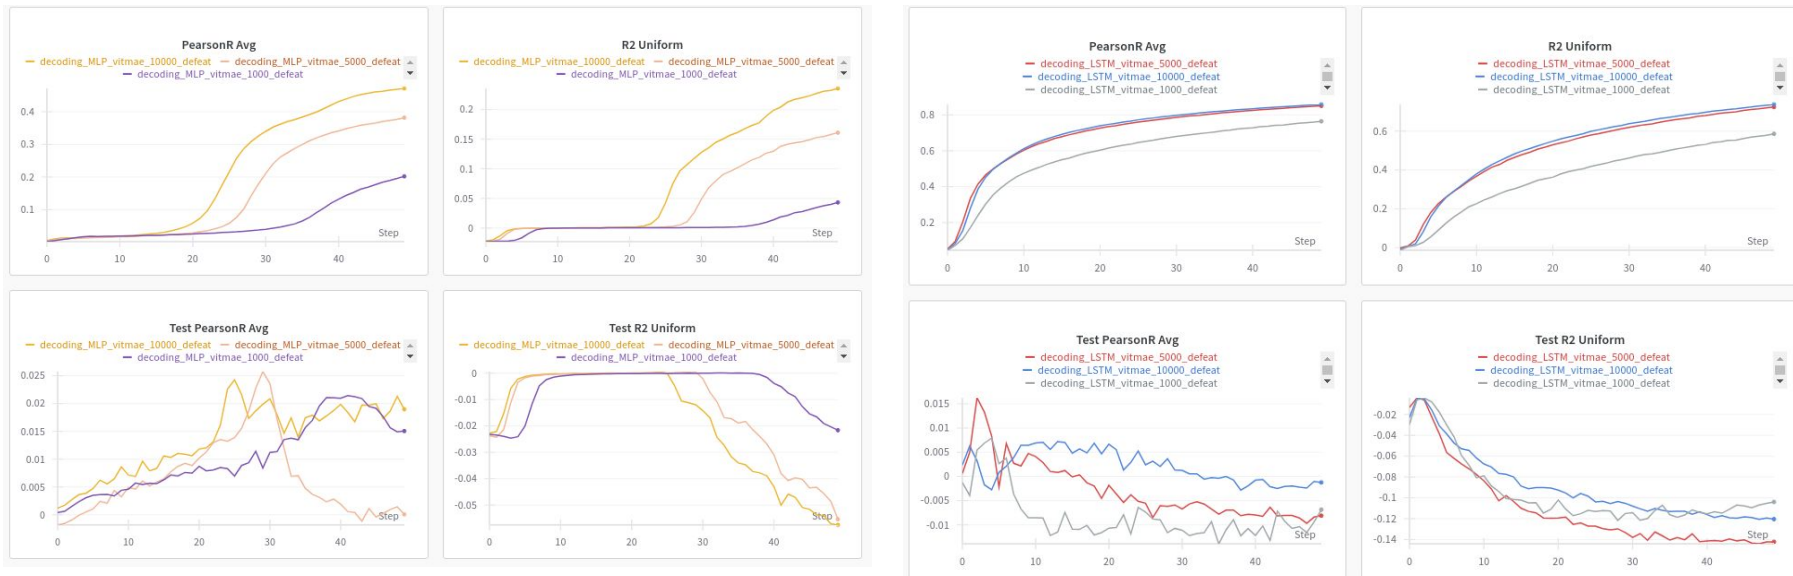 PearsonR Avg
decoding_MLP_vitmae_10000_defeat decoding_MLP_vitmae_5000_defeat
decoding_MLP_vitmae_1000_defeat
0.4
0.3
0.2
0.1
Step
0 10 20 30 40
R2 Uniform
decoding_MLP_vitmae_10000_defeat decoding_MLP_vitmae_5000_defeat
decoding_MLP_vitmae_1000_defeat
0.2
0.15
0.1
0.05
0
Step
0 10 20 30 40
PearsonR Avg
decoding_LSTM_vitmae_5000_defeat
decoding_LSTM_vitmae_10000_defeat
decoding_LSTM_vitmae_1000_defeat
0.8
0.6
0.4
0.2
Step
0 10 20 30 40
R2 Uniform
decoding_LSTM_vitmae_5000_defeat
decoding_LSTM_vitmae_10000_defeat
decoding_LSTM_vitmae_1000_defeat
0.6
0.4
0.2
0
Step
0 10 20 30 40
Test PearsonR Avg
decoding_MLP_vitmae_10000_defeat decoding_MLP_vitmae_5000_defeat
decoding_MLP_vitmae_1000_defeat
0.025
0.02
0.015
0.01
0.005
0
Step
0 10 20 30 40
Test R2 Uniform
decoding_MLP_vitmae_10000_defeat decoding_MLP_vitmae_5000_defeat
decoding_MLP_vitmae_1000_defeat
0
-0.01
-0.02
-0.03
-0.04
-0.05
Step
0 10 20 30 40
Test PearsonR Avg
decoding_LSTM_vitmae_5000_defeat
decoding_LSTM_vitmae_10000_defeat
decoding_LSTM_vitmae_1000_defeat
0.015
0.01
0.005
0
-0.005
-0.01
Step
0 10 20 30 40
Test R2 Uniform
decoding_LSTM_vitmae_5000_defeat
decoding_LSTM_vitmae_10000_defeat
decoding_LSTM_vitmae_1000_defeat
-0.02
-0.04
-0.06
-0.08
-0.1
-0.12
-0.14
Step
0 10 20 30 40